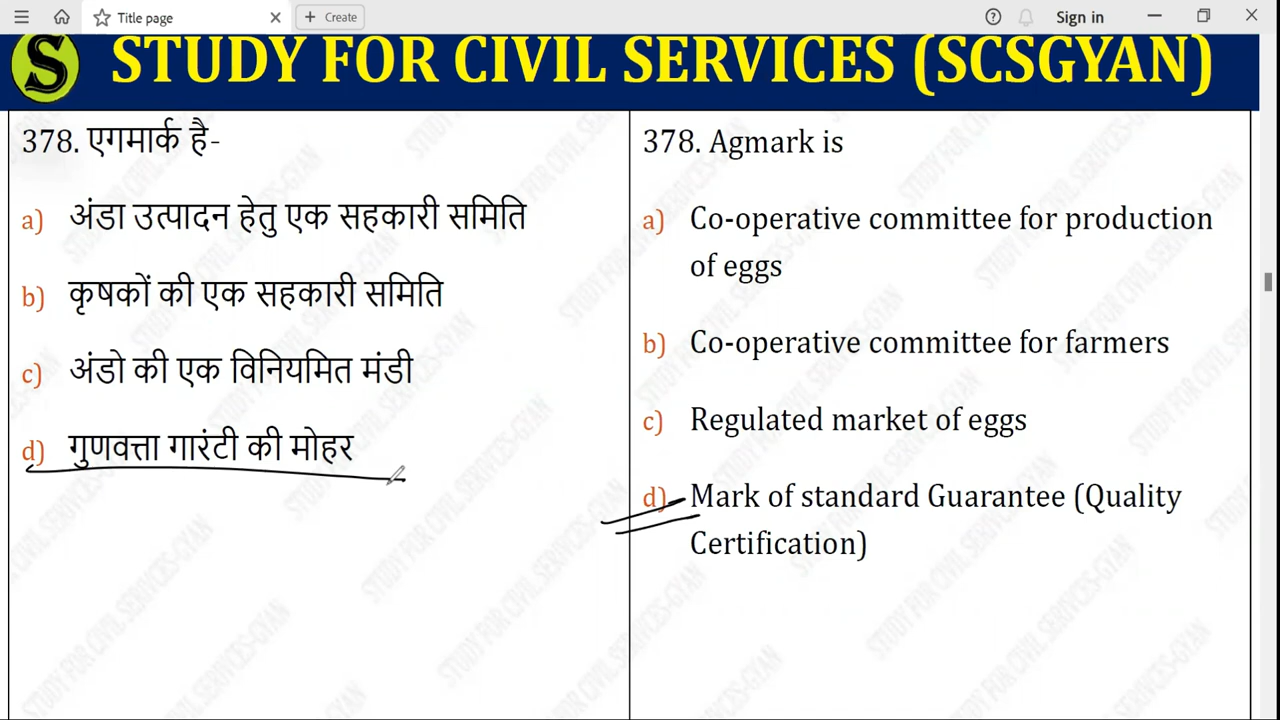 Title page
Create
Sign in
STUDY FOR CIVIL SERVICES (SCSGYAN)
378. एगमार्क है-
a) अंडा उत्पादन हेतु एक सहकारी समिति
b) कृषकों की एक सहकारी समिति
c) अंडो की एक विनियमित मंडी
d) गुणवत्ता गारंटी की मोहर
378. Agmark is
a) Co-operative committee for production
of eggs
b) Co-operative committee for farmers
c) Regulated market of eggs
d) Mark of standard Guarantee (Quality
Certification)